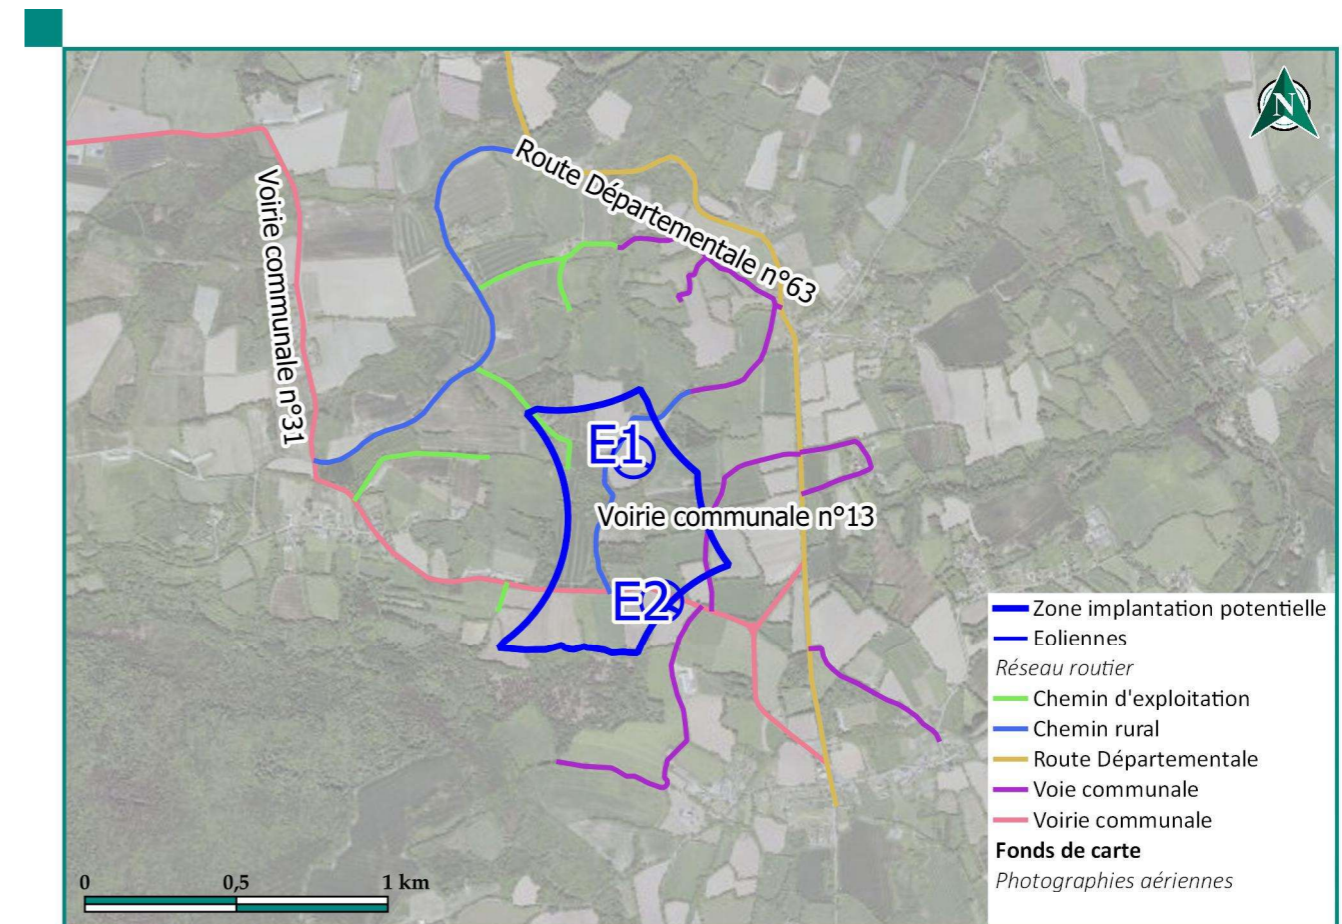 N
Route Départementale n°63
Voirie communale n°31
E1
Voirie communale n°13
E2
Zone implantation potentielle
Eoliennes
Réseau routier
Chemin d'exploitation
Chemin rural
Route Départementale
Voie communale
Voirie communale
Fonds de carte
Photographies aériennes
0 0,5 1 km